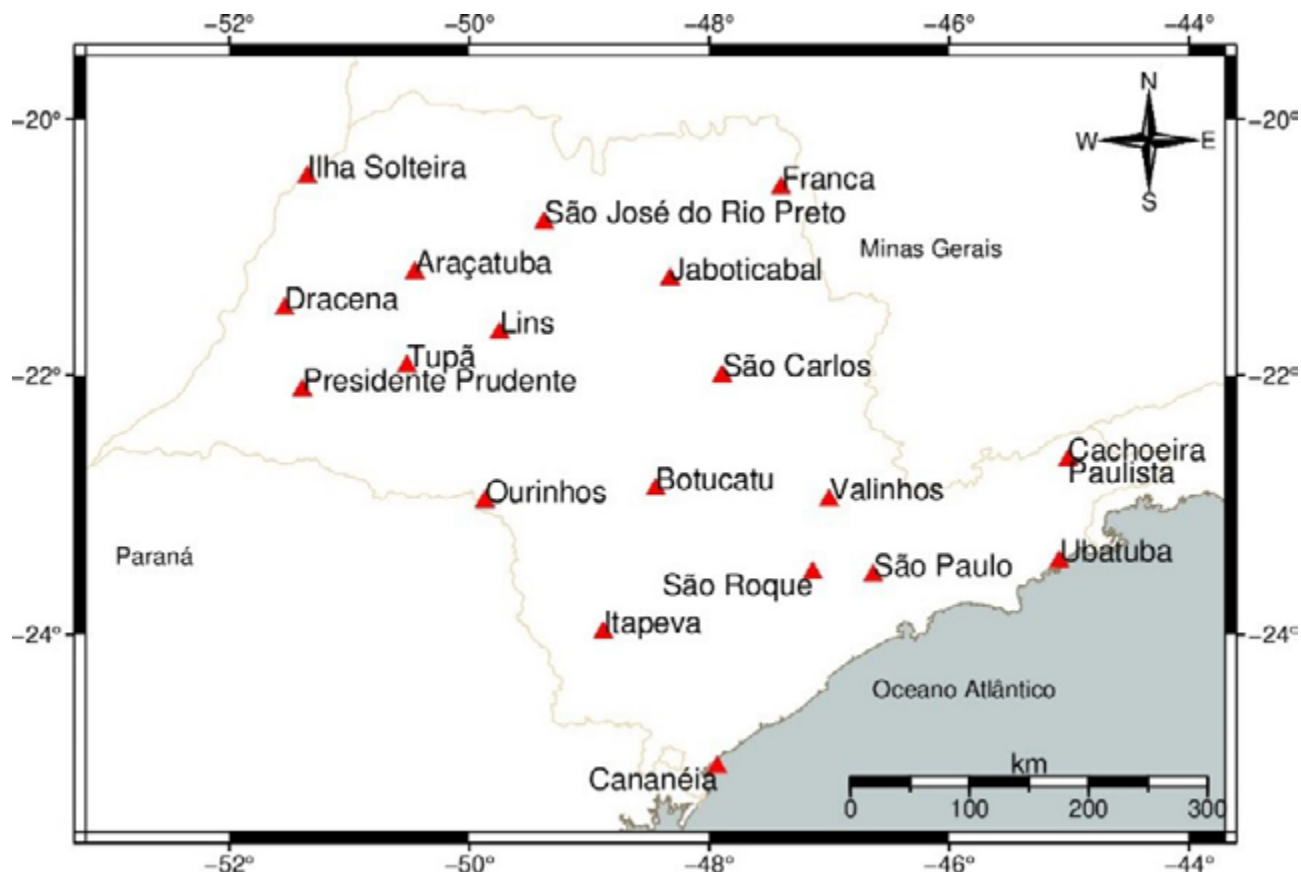 −52° −50° −48° −46° −44°
N
−20° −20°
W E
Ilha Solteira
Franca
S
São José do Rio Preto
Minas Gerais
Araçatuba
Jaboticabal
Dracena
Lins
Tupã
São Carlos
−22° −22°
Presidente Prudente
Cachoeira
Paulista
Botucatu
Ourinhos
Valinhos
Paraná
Ubatuba
São Paulo
São Roque
Itapeva
−24° −24°
Oceano Atlântico
km
Cananéia
0 100 200 300
−52° −50° −48° −46° −44°